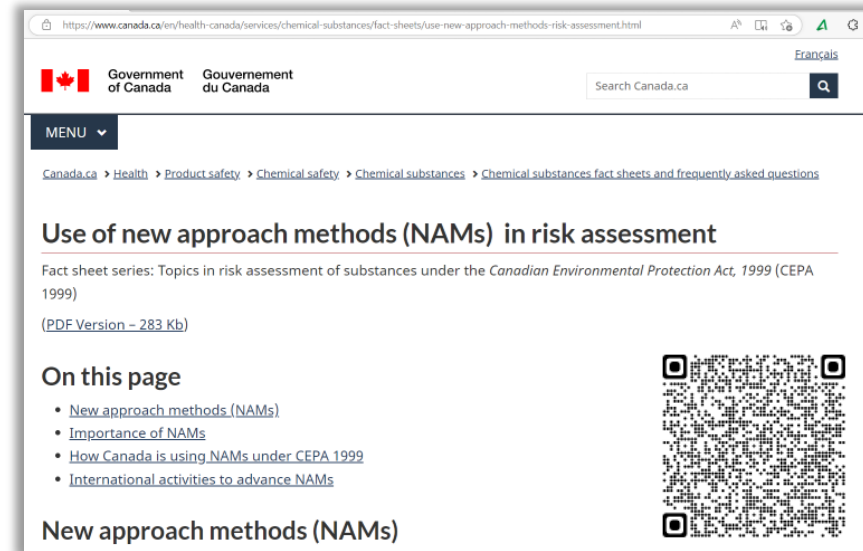 https://www.canada.ca/en/health-canada/services/chemical-substances/fact-sheets/use-new-approach-methods-risk-assessment.html
Français
Government of Canada
Gouvernement du Canada
Search Canada.ca
MENU
Canada.ca > Health > Product safety > Chemical safety > Chemical substances > Chemical substances fact sheets and frequently asked questions
Use of new approach methods (NAMs) in risk assessment
Fact sheet series: Topics in risk assessment of substances under the Canadian Environmental Protection Act, 1999 (CEPA
1999)
(PDF Version – 283 Kb)
On this page
• New approach methods (NAMs)
• Importance of NAMs
• How Canada is using NAMs under CEPA 1999
• International activities to advance NAMs
New approach methods (NAMs)